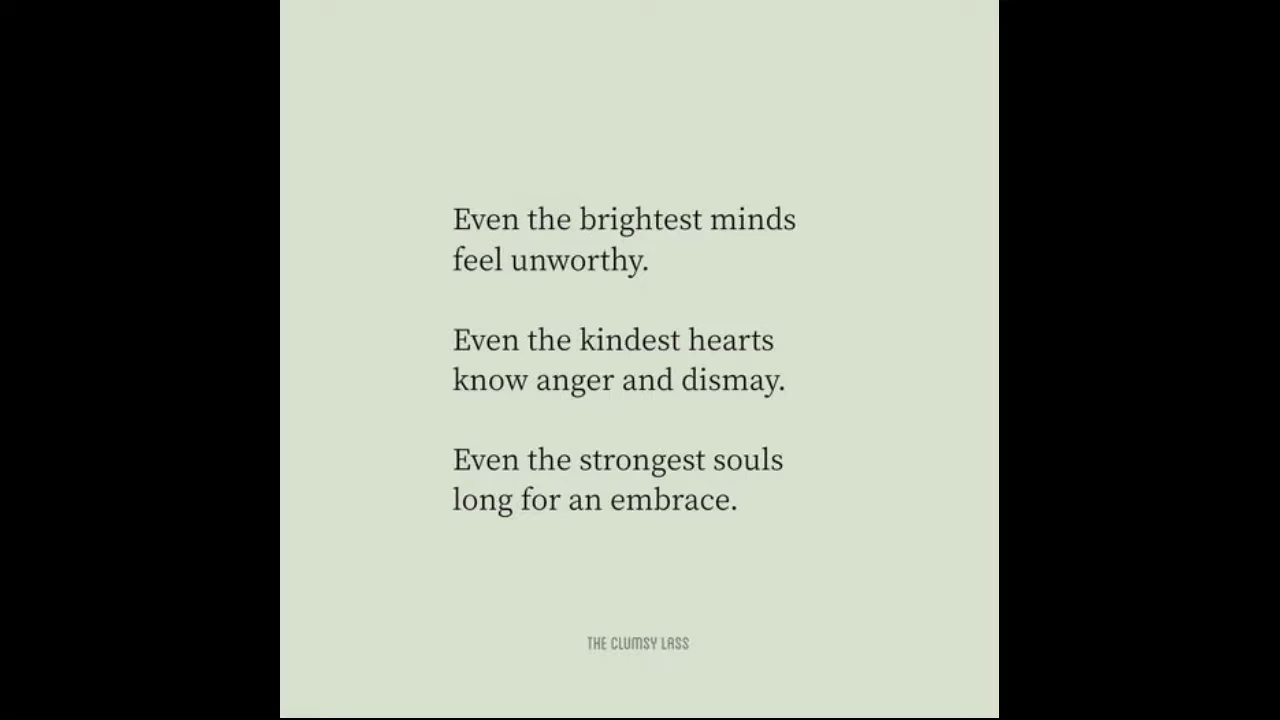 Even the brightest minds
feel unworthy.
Even the kindest hearts
know anger and dismay.
Even the strongest souls
long for an embrace.
THE CLUMSY LASS